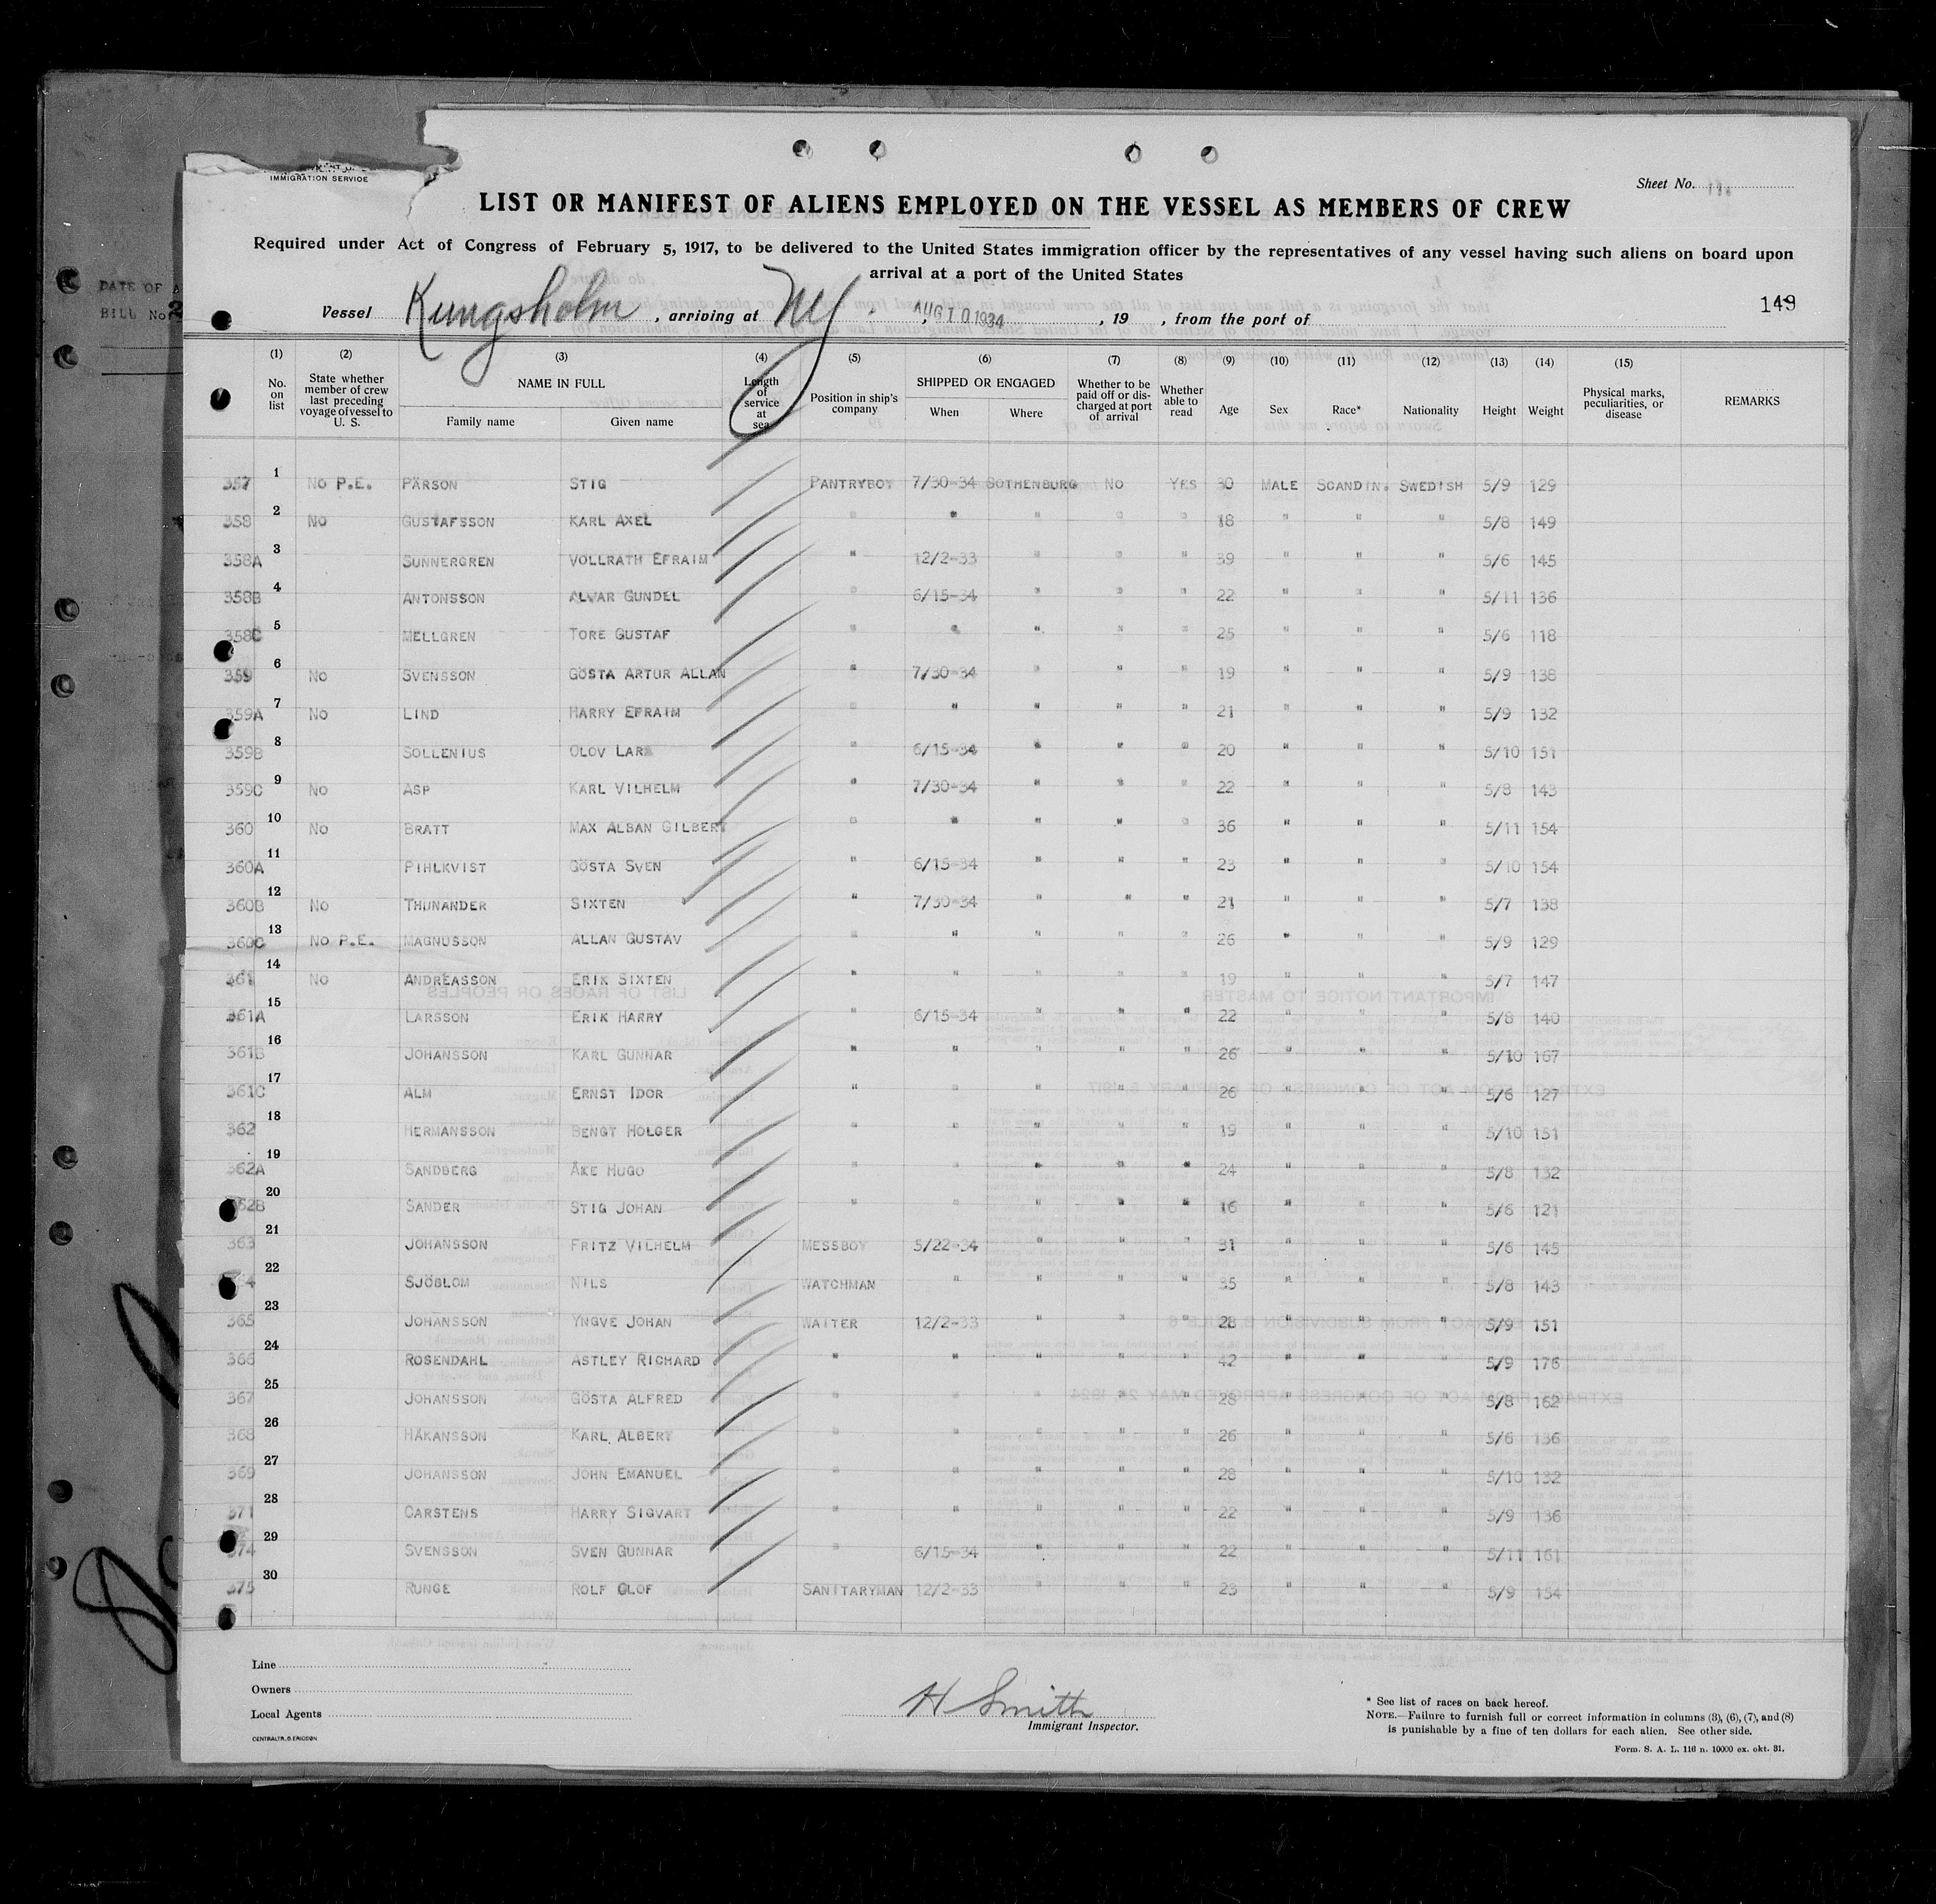 DATE OF
BILL No.
IMMIGRATION SERVICE
Sheet No.
LIST OR MANIFEST OF ALIENS EMPLOYED ON THE VESSEL AS MEMBERS OF CREW
Required under Act of Congress of February 5, 1917, to be delivered to the United States immigration officer by the representatives of any vessel having such aliens on board upon
arrival at a port of the United States
149
Vessel Kungsholm, arriving at NY. AUG 10 1934, 19 , from the port of
(1) (2) (3) (4) (5) (6) (7) (8) (9) (10) (11) (12) (13) (14) (15)
No. on list State whether member of crew last preceding voyage of vessel to U. S. NAME IN FULL Family name Given name Length of service at sea Position in ship's company SHIPPED OR ENGAGED When Where Whether to be paid off or discharged at port of arrival Whether able to read Age Sex Race* Nationality Height Weight Physical marks, peculiarities, or disease REMARKS
357 1 No P.E. PÄRSON STIG PANTRYBOY 7/30-34 GOTHENBURG No YES 30 MALE SCANDIN. SWEDISH 5/9 129
358 2 No GUSTAFSSON KARL AXEL " " " " " 18 " " " 5/8 149
358A 3 SUNNERGREN VOLLRATH EFRAIM " 12/2-33 " " " 39 " " " 5/6 145
358B 4 ANTONSSON ALVAR GUNDEL " 6/15-34 " " " 22 " " " 5/11 136
358C 5 MELLGREN TORE GUSTAF " " " " " 25 " " " 5/6 118
359 6 No SVENSSON GÖSTA ARTUR ALLAN " 7/30-34 " " " 19 " " " 5/9 138
359A 7 No LIND HARRY EFRAIM " " " " " 21 " " " 5/9 132
359B 8 SOLLENIUS OLOV LARS " 6/15-34 " " " 20 " " " 5/10 151
359C 9 No ASP KARL VILHELM " 7/30-34 " " " 22 " " " 5/8 143
360 10 No BRATT MAX ALBAN GILBERT " " " " " 36 " " " 5/11 154
360A 11 PIHLKVIST GÖSTA SVEN " 6/15-34 " " " 23 " " " 5/10 154
360B 12 No THUNANDER SIXTEN " 7/30-34 " " " 21 " " " 5/7 138
360C 13 No P.E. MAGNUSSON ALLAN GUSTAV " " " " " 26 " " " 5/9 129
361 14 No ANDREASSON ERIK SIXTEN " " " " " 19 " " " 5/7 147
361A 15 LARSSON ERIK HARRY " 6/15-34 " " " 22 " " " 5/8 140
361B 16 JOHANSSON KARL GUNNAR " " " " " 26 " " " 5/10 167
361C 17 ALM ERNST IDOR " " " " " 26 " " " 5/6 127
362 18 HERMANSSON BENGT HOLGER " " " " " 19 " " " 5/10 151
362A 19 SANDBERG ÅKE HUGO " " " " " 24 " " " 5/8 132
362B 20 SANDER STIG JOHAN " " " " " 16 " " " 5/6 121
363 21 JOHANSSON FRITZ VILHELM MESSBOY 5/22-34 " " " 31 " " " 5/6 145
22 SJÖBLOM NILS WATCHMAN " " " " 35 " " " 5/8 143
365 23 JOHANSSON YNGVE JOHAN WAITER 12/2-33 " " " 28 " " " 5/9 151
366 24 ROSENDAHL ASTLEY RICHARD " " " " " 42 " " " 5/9 176
367 25 JOHANSSON GÖSTA ALFRED " " " " " 28 " " " 5/8 162
368 26 HÅKANSSON KARL ALBERT " " " " " 26 " " " 5/6 136
369 27 JOHANSSON JOHN EMANUEL " " " " " 28 " " " 5/10 132
371 28 CARSTENS HARRY SIGVART " " " " " 22 " " " 5/9 136
374 29 SVENSSON SVEN GUNNAR " 6/15-34 " " " 22 " " " 5/11 161
375 30 RUNGE ROLF OLOF SANITARYMAN 12/2-33 " " " 23 " " " 5/9 154
Line
Owners
Local Agents
CENTRALTR. G. ERICSON
H Smith
Immigrant Inspector.
* See list of races on back hereof.
NOTE.—Failure to furnish full or correct information in columns (3), (6), (7), and (8)
is punishable by a fine of ten dollars for each alien. See other side.
Form. S. A. L. 116 n. 10000 ex. okt. 31.